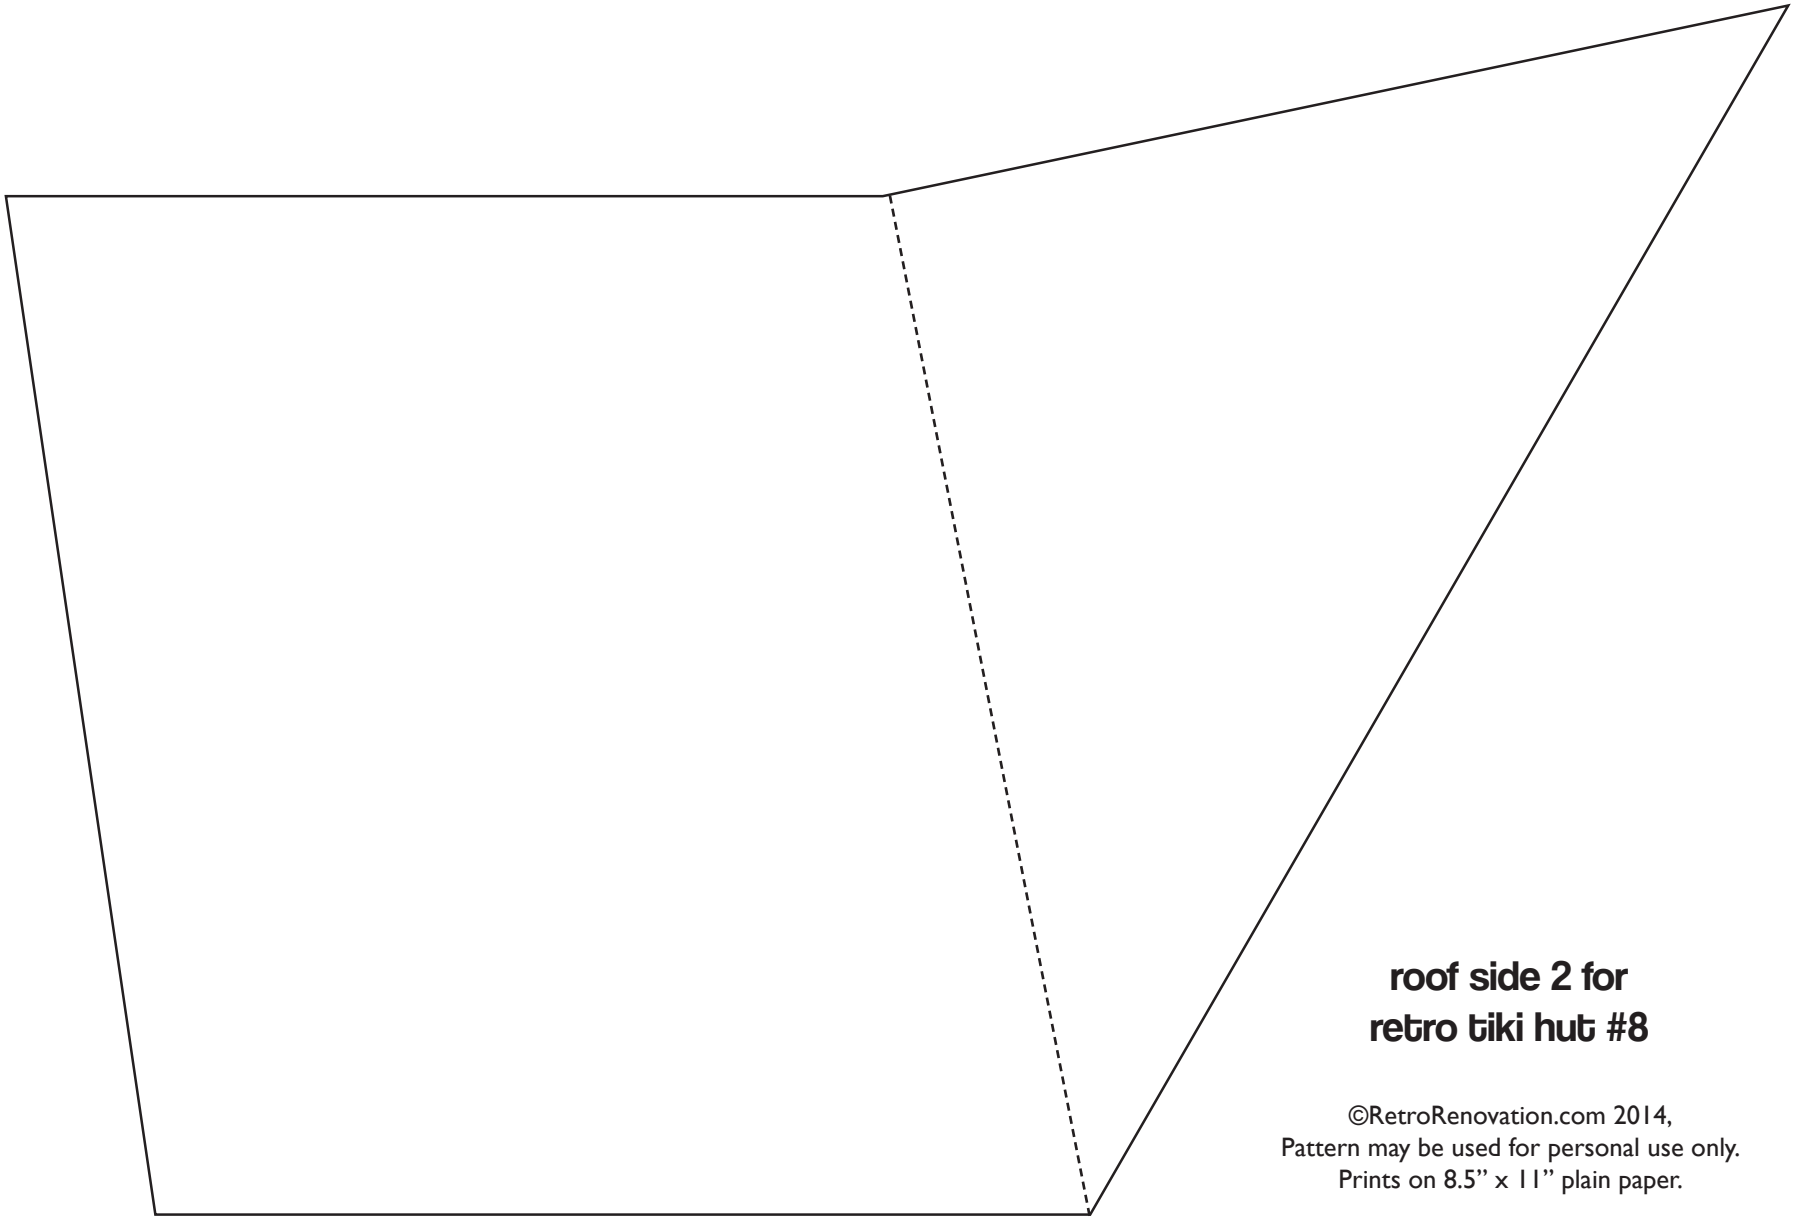 roof side 2 for
retro tiki hut #8
©RetroRenovation.com 2014,
Pattern may be used for personal use only.
Prints on 8.5” x 11” plain paper.